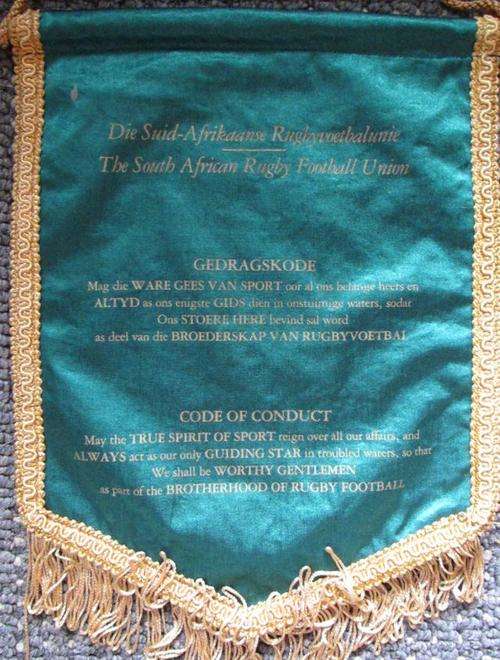 Die Suid-Afrikaanse Rugbyvoetbalunie
The South African Rugby Football Union
GEDRAGSKODE
Mag die WARE GEES VAN SPORT oor al ons belange heers en
ALTYD as ons enigste GIDS dien in onstuimige waters, sodat
Ons STOERE HERE bevind sal word
as deel van die BROEDERSKAP VAN RUGBYVOETBAL
CODE OF CONDUCT
May the TRUE SPIRIT OF SPORT reign over all our affairs, and
ALWAYS act as our only GUIDING STAR in troubled waters, so that
We shall be WORTHY GENTLEMEN
as part of the BROTHERHOOD OF RUGBY FOOTBALL